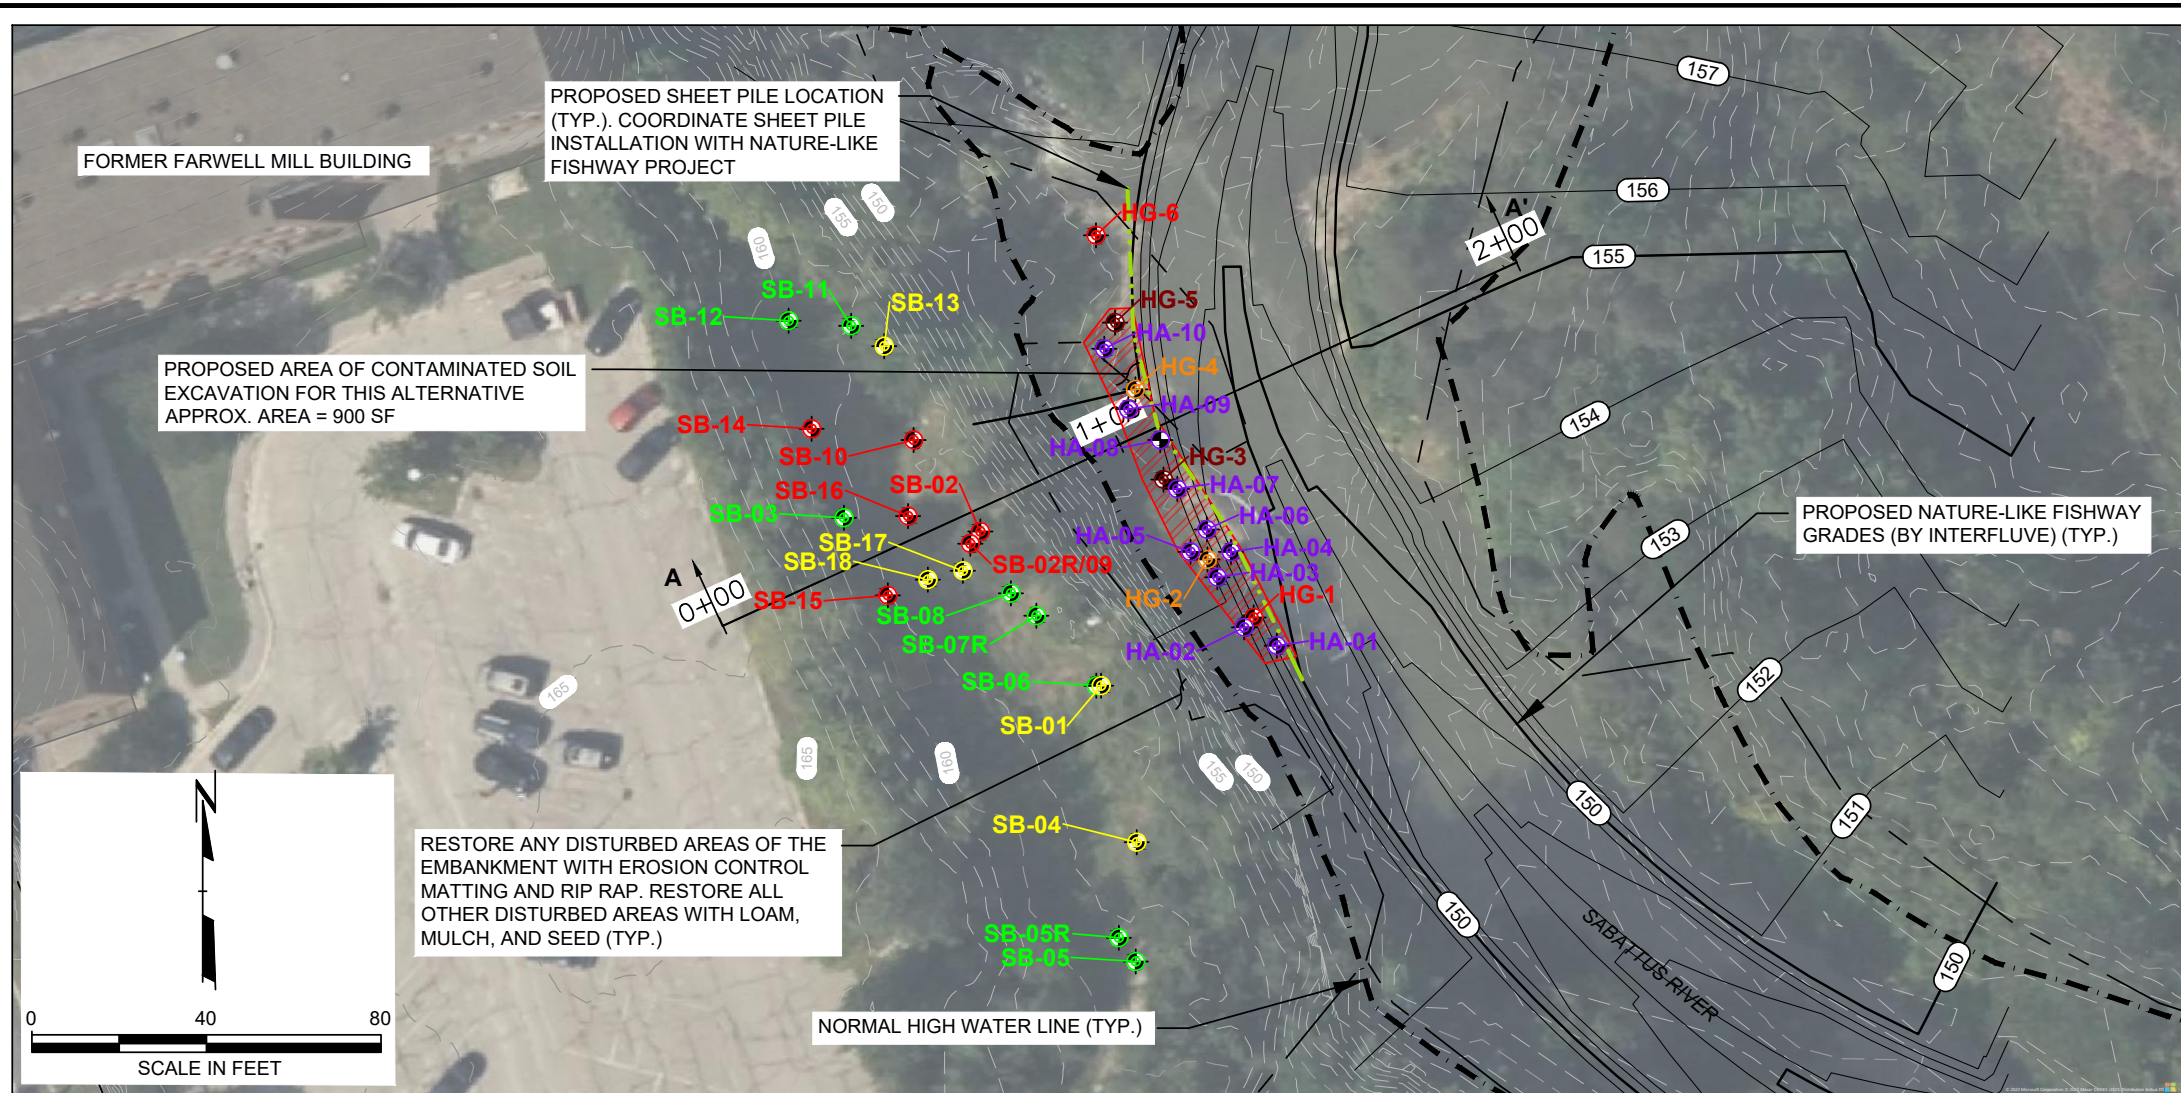 PROPOSED SHEET PILE LOCATION
(TYP.). COORDINATE SHEET PILE
INSTALLATION WITH NATURE-LIKE
FISHWAY PROJECT
FORMER FARWELL MILL BUILDING
157
156
155
154
153
152
151
150
150
150
A'
2+00
160
155
150
HG-6
SB-11
SB-12
SB-13
HG-5
HA-10
HG-4
HA-09
PROPOSED AREA OF CONTAMINATED SOIL
EXCAVATION FOR THIS ALTERNATIVE
APPROX. AREA = 900 SF
1+0
SB-14
SB-10
HA-08
HG-3
SB-16
SB-02
HA-07
SB-03
HA-06
SB-17
HA-05
HA-04
SB-18
SB-02R/09
HA-03
A
0+00
SB-15
HG-2
HG-1
SB-08
SB-07R
HA-02
HA-01
PROPOSED NATURE-LIKE FISHWAY
GRADES (BY INTERFLUVE) (TYP.)
SB-06
165
SB-01
165
160
155
150
SB-04
RESTORE ANY DISTURBED AREAS OF THE
EMBANKMENT WITH EROSION CONTROL
MATTING AND RIP RAP. RESTORE ALL
OTHER DISTURBED AREAS WITH LOAM,
MULCH, AND SEED (TYP.)
SB-05R
SB-05
SABATTUS RIVER
NORMAL HIGH WATER LINE (TYP.)
N
0 40 80
SCALE IN FEET